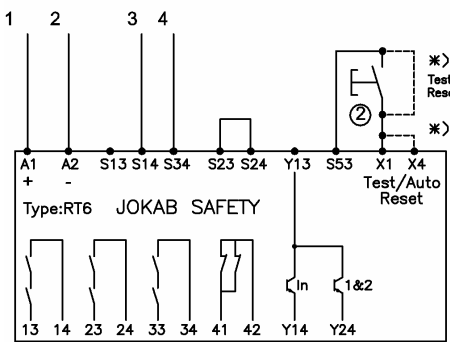 1 2 3 4
*)
Test
Rese
2
*)
A1 A2 S13 S14 S34 S23 S24 Y13 S53 X1 X4
+ -
Test/Auto
Reset
Type:RT6 JOKAB SAFETY
In 1&2
13 14 23 24 33 34 41 42 Y14 Y24